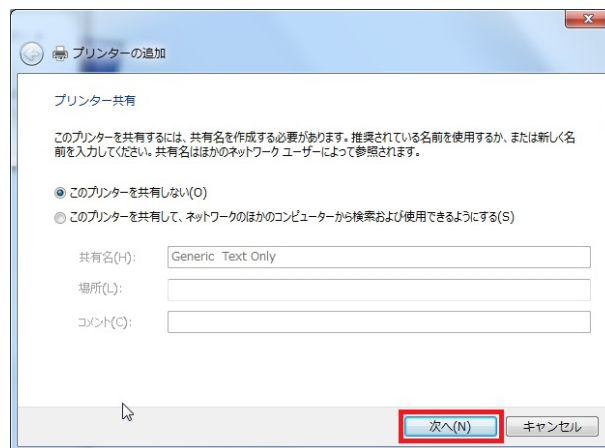 プリンターの追加
プリンター共有
このプリンターを共有するには、共有名を作成する必要があります。推奨されている名前を使用するか、または新しく名
前を入力してください。共有名はほかのネットワーク ユーザーによって参照されます。
このプリンターを共有しない(O)
このプリンターを共有して、ネットワークのほかのコンピューターから検索および使用できるようにする(S)
共有名(H): Generic Text Only
場所(L):
コメント(C):
次へ(N) キャンセル